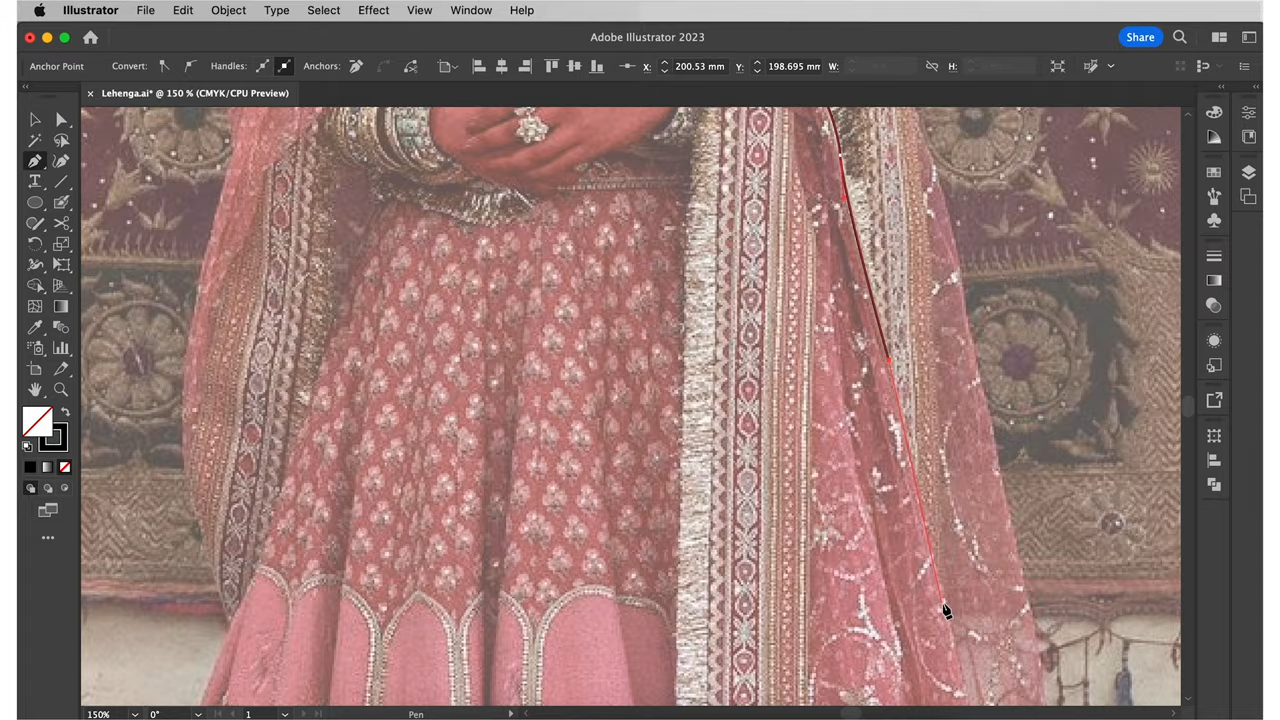 Illustrator File Edit Object Type Select Effect View Window Help
Adobe Illustrator 2023
Share
Anchor Point Convert: Handles: Anchors: X: 200.53 mm Y: 198.695 mm W: H:
× Lehenga.ai* @ 150 % (CMYK/CPU Preview)
150% 0° 1 Pen